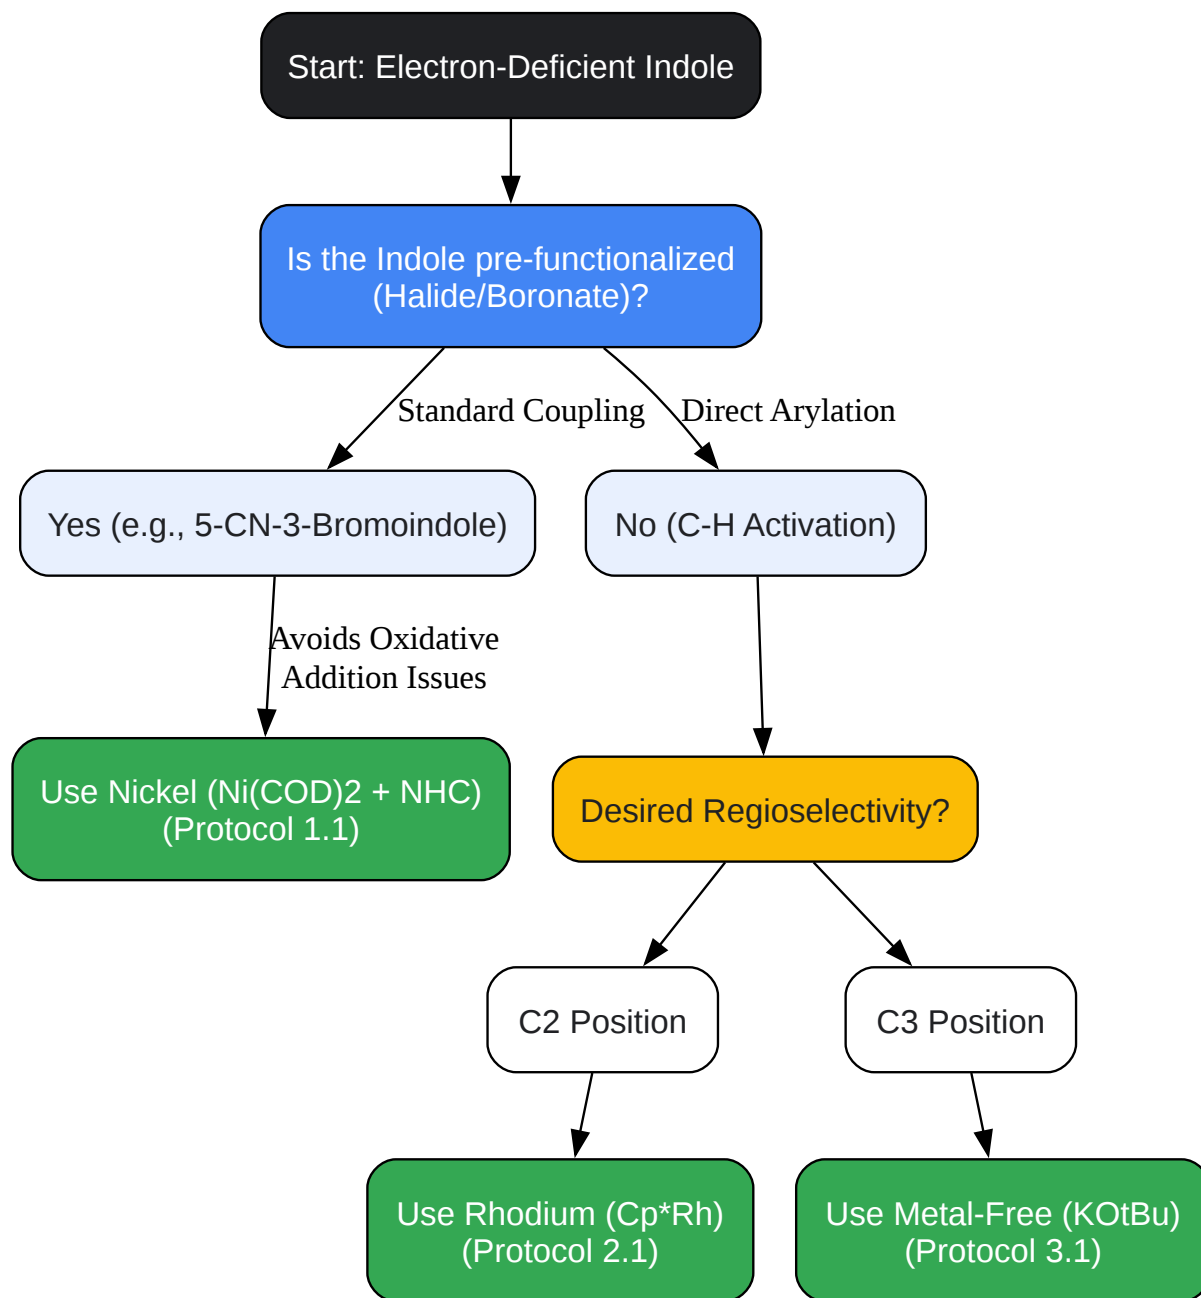 Start: Electron-Deficient Indole
Is the Indole pre-functionalized
(Halide/Boronate)?
Standard Coupling
Direct Arylation
Yes (e.g., 5-CN-3-Bromoindole)
No (C-H Activation)
Avoids Oxidative
Addition Issues
Use Nickel (Ni(COD)2 + NHC)
(Protocol 1.1)
Desired Regioselectivity?
C2 Position
C3 Position
Use Rhodium (Cp*Rh)
(Protocol 2.1)
Use Metal-Free (KOtBu)
(Protocol 3.1)